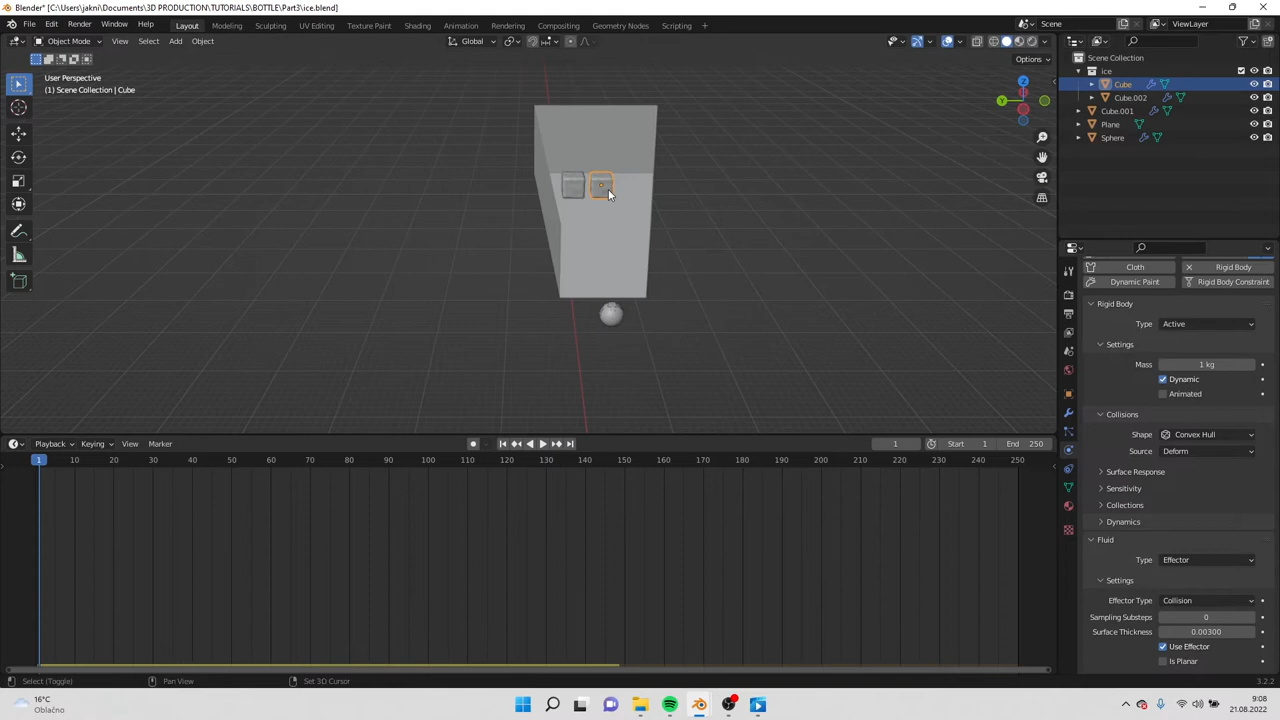 Blender* [C:\Users\jakni\Documents\3D PRODUCTION\TUTORIALS\BOTTLE\Part3\ice.blend]
File Edit Render Window Help Layout Modeling Sculpting UV Editing Texture Paint Shading Animation Rendering Compositing Geometry Nodes Scripting Scene ViewLayer
Object Mode View Select Add Object Global
Options
User Perspective
(1) Scene Collection | Cube
Z
Y
Scene Collection
Ice
Cube
Cube.002
Cube.001
Plane
Sphere
Cloth Rigid Body
Dynamic Paint Rigid Body Constraint
Rigid Body
Type Active
Settings
Mass 1 kg
Dynamic
Animated
Collisions
Shape Convex Hull
Source Deform
Surface Response
Sensitivity
Collections
Dynamics
Fluid
Type Effector
Settings
Effector Type Collision
Sampling Substeps 0
Surface Thickness 0.00300
Use Effector
Is Planar
Playback Keying View Marker 1 Start 1 End 250
1 10 20 30 40 50 60 70 80 90 100 110 120 130 140 150 160 170 180 190 200 210 220 230 240 250
Select (Toggle) Pan View Set 3D Cursor 3.2.2
16°C
Oblačno
9:08
21.08.2022